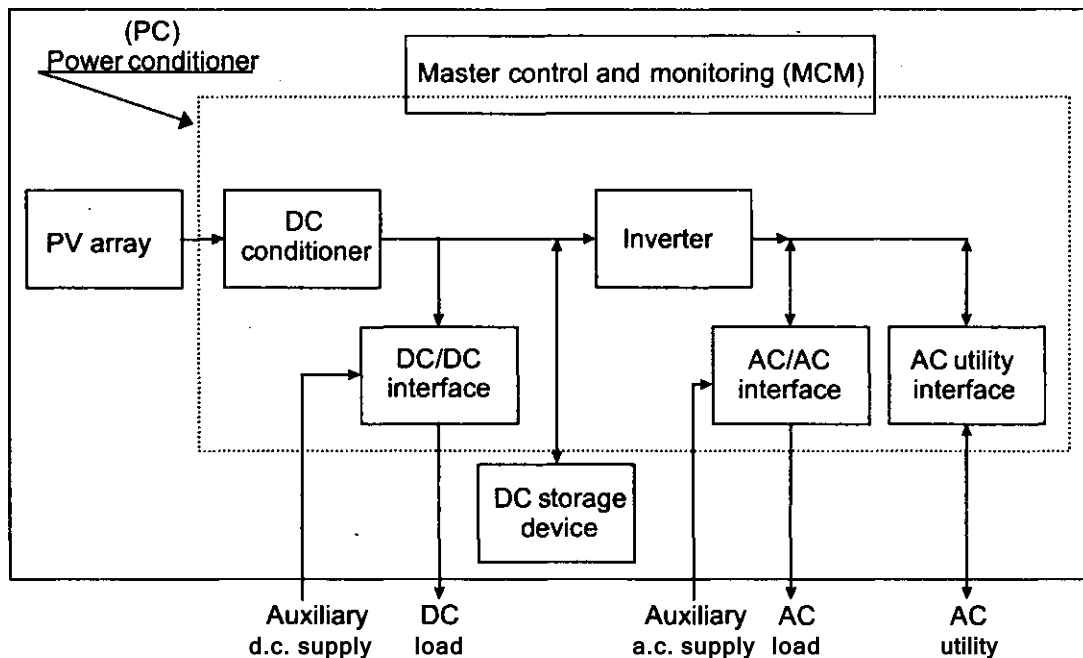 (PC)
Power conditioner
Master control and monitoring (MCM)
PV array
DC
conditioner
Inverter
DC/DC
interface
AC/AC
interface
AC utility
interface
DC storage
device
Auxiliary
d.c. supply
DC
load
Auxiliary
a.c. supply
AC
load
AC
utility